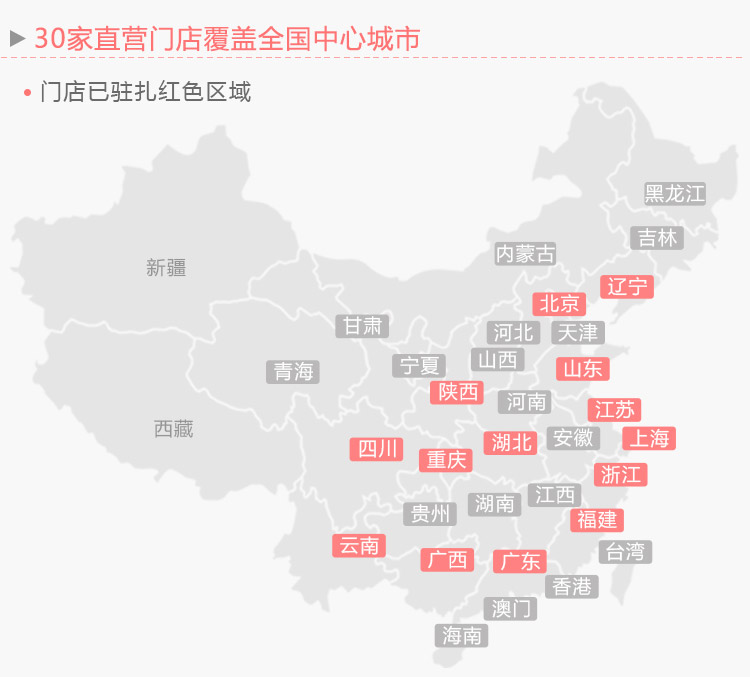 30家直营门店覆盖全国中心城市
门店已驻扎红色区域
黑龙江
吉林
内蒙古
新疆
辽宁
北京
甘肃
河北
天津
山西
宁夏
青海
山东
陕西
河南
江苏
西藏
安徽
上海
湖北
四川
重庆
浙江
江西
湖南
贵州
福建
云南
台湾
广西
广东
香港
澳门
海南